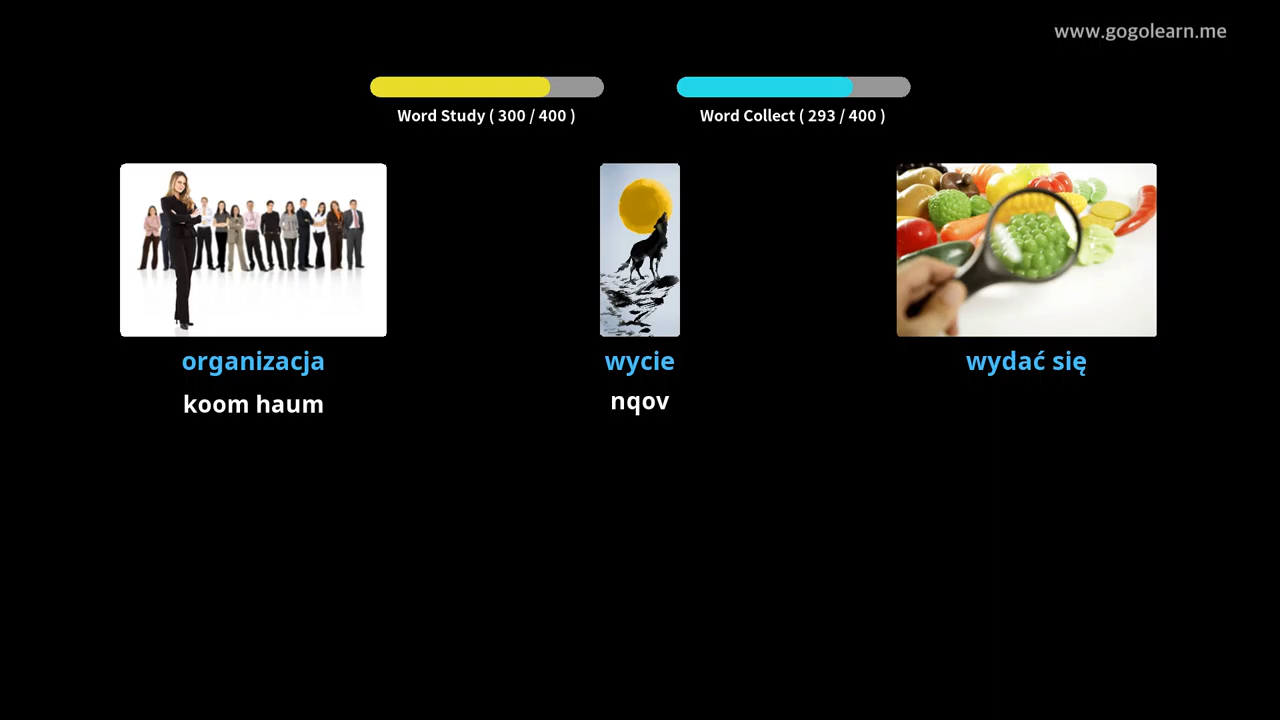 www.gogolearn.me
Word Study ( 300 / 400 )
Word Collect ( 293 / 400 )
organizacja
koom haum
wycie
nqov
wydać się